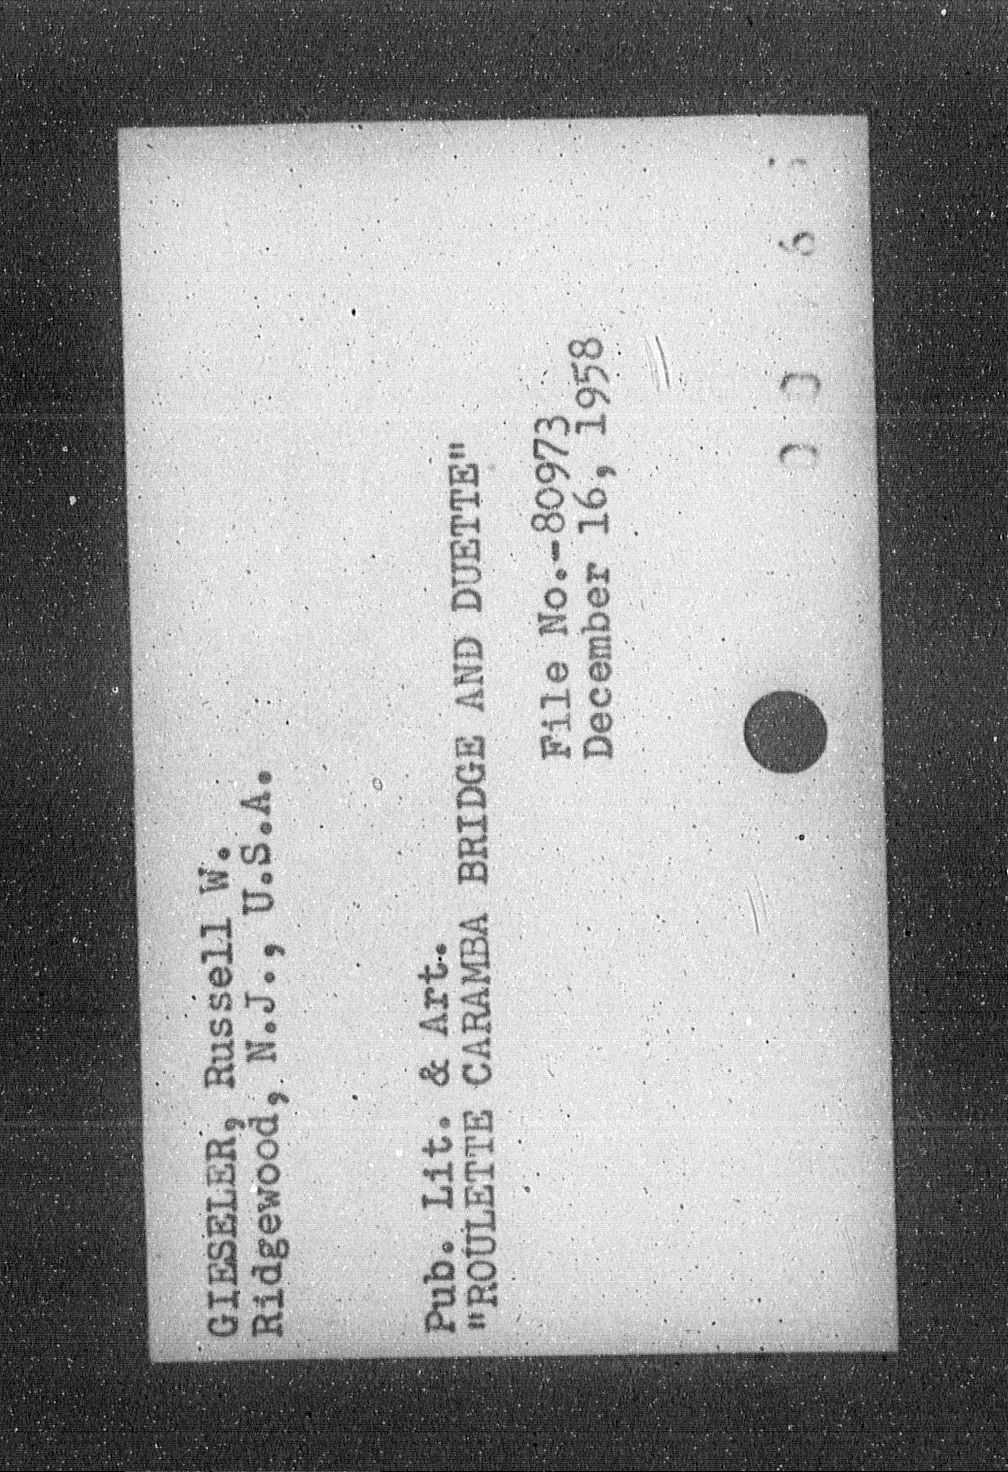 GIESELER, Russell W.
Ridgewood, N.J., U.S.A.
Pub. Lit. & Art.
"ROULETTE CARAMBA BRIDGE AND DUETTE"
File No.-80973
December 16, 1958